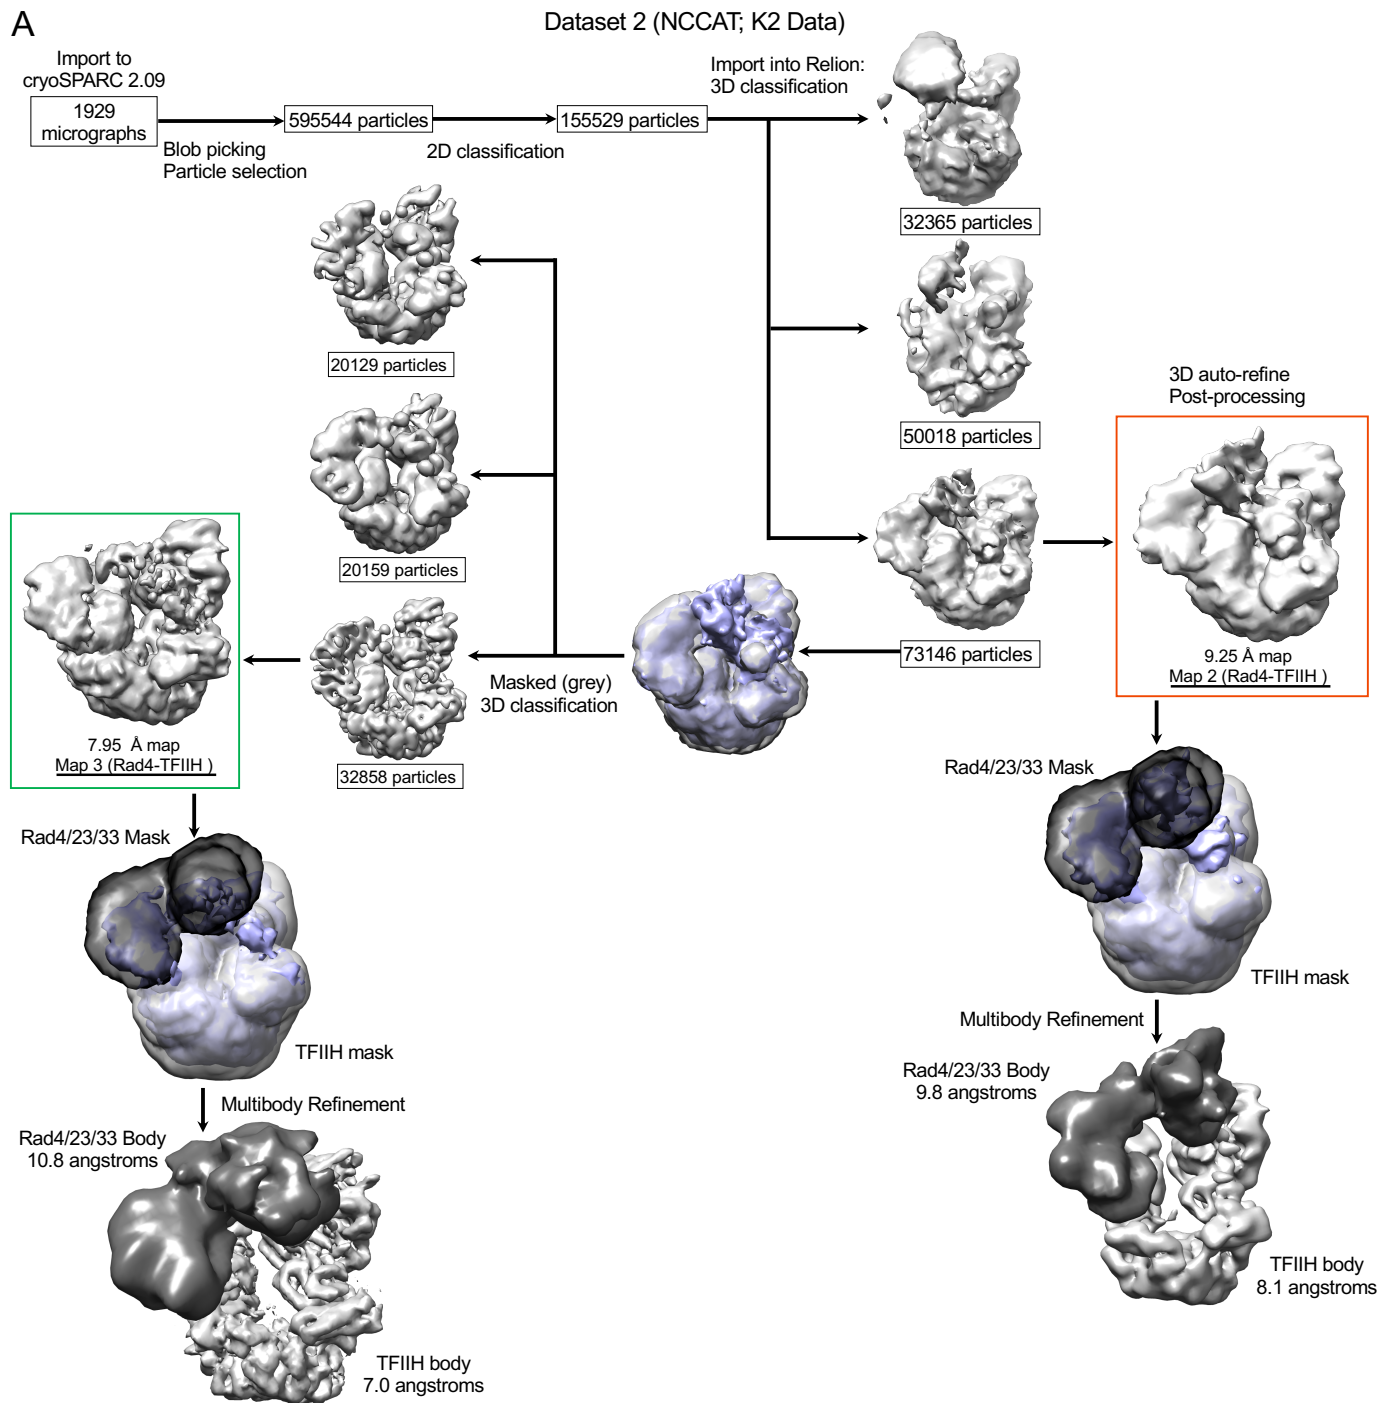 A
Dataset 2 (NCCAT; K2 Data)
Import to
cryoSPARC 2.09
1929
micrographs
Blob picking
Particle selection
595544 particles
2D classification
155529 particles
Import into Relion:
3D classification
32365 particles
50018 particles
73146 particles
3D auto-refine
Post-processing
9.25 Å map
Map 2 (Rad4-TFIIH )
20129 particles
20159 particles
32858 particles
Masked (grey)
3D classification
7.95 Å map
Map 3 (Rad4-TFIIH )
Rad4/23/33 Mask
TFIIH mask
Multibody Refinement
Rad4/23/33 Body
10.8 angstroms
TFIIH body
7.0 angstroms
Rad4/23/33 Mask
TFIIH mask
Multibody Refinement
Rad4/23/33 Body
9.8 angstroms
TFIIH body
8.1 angstroms